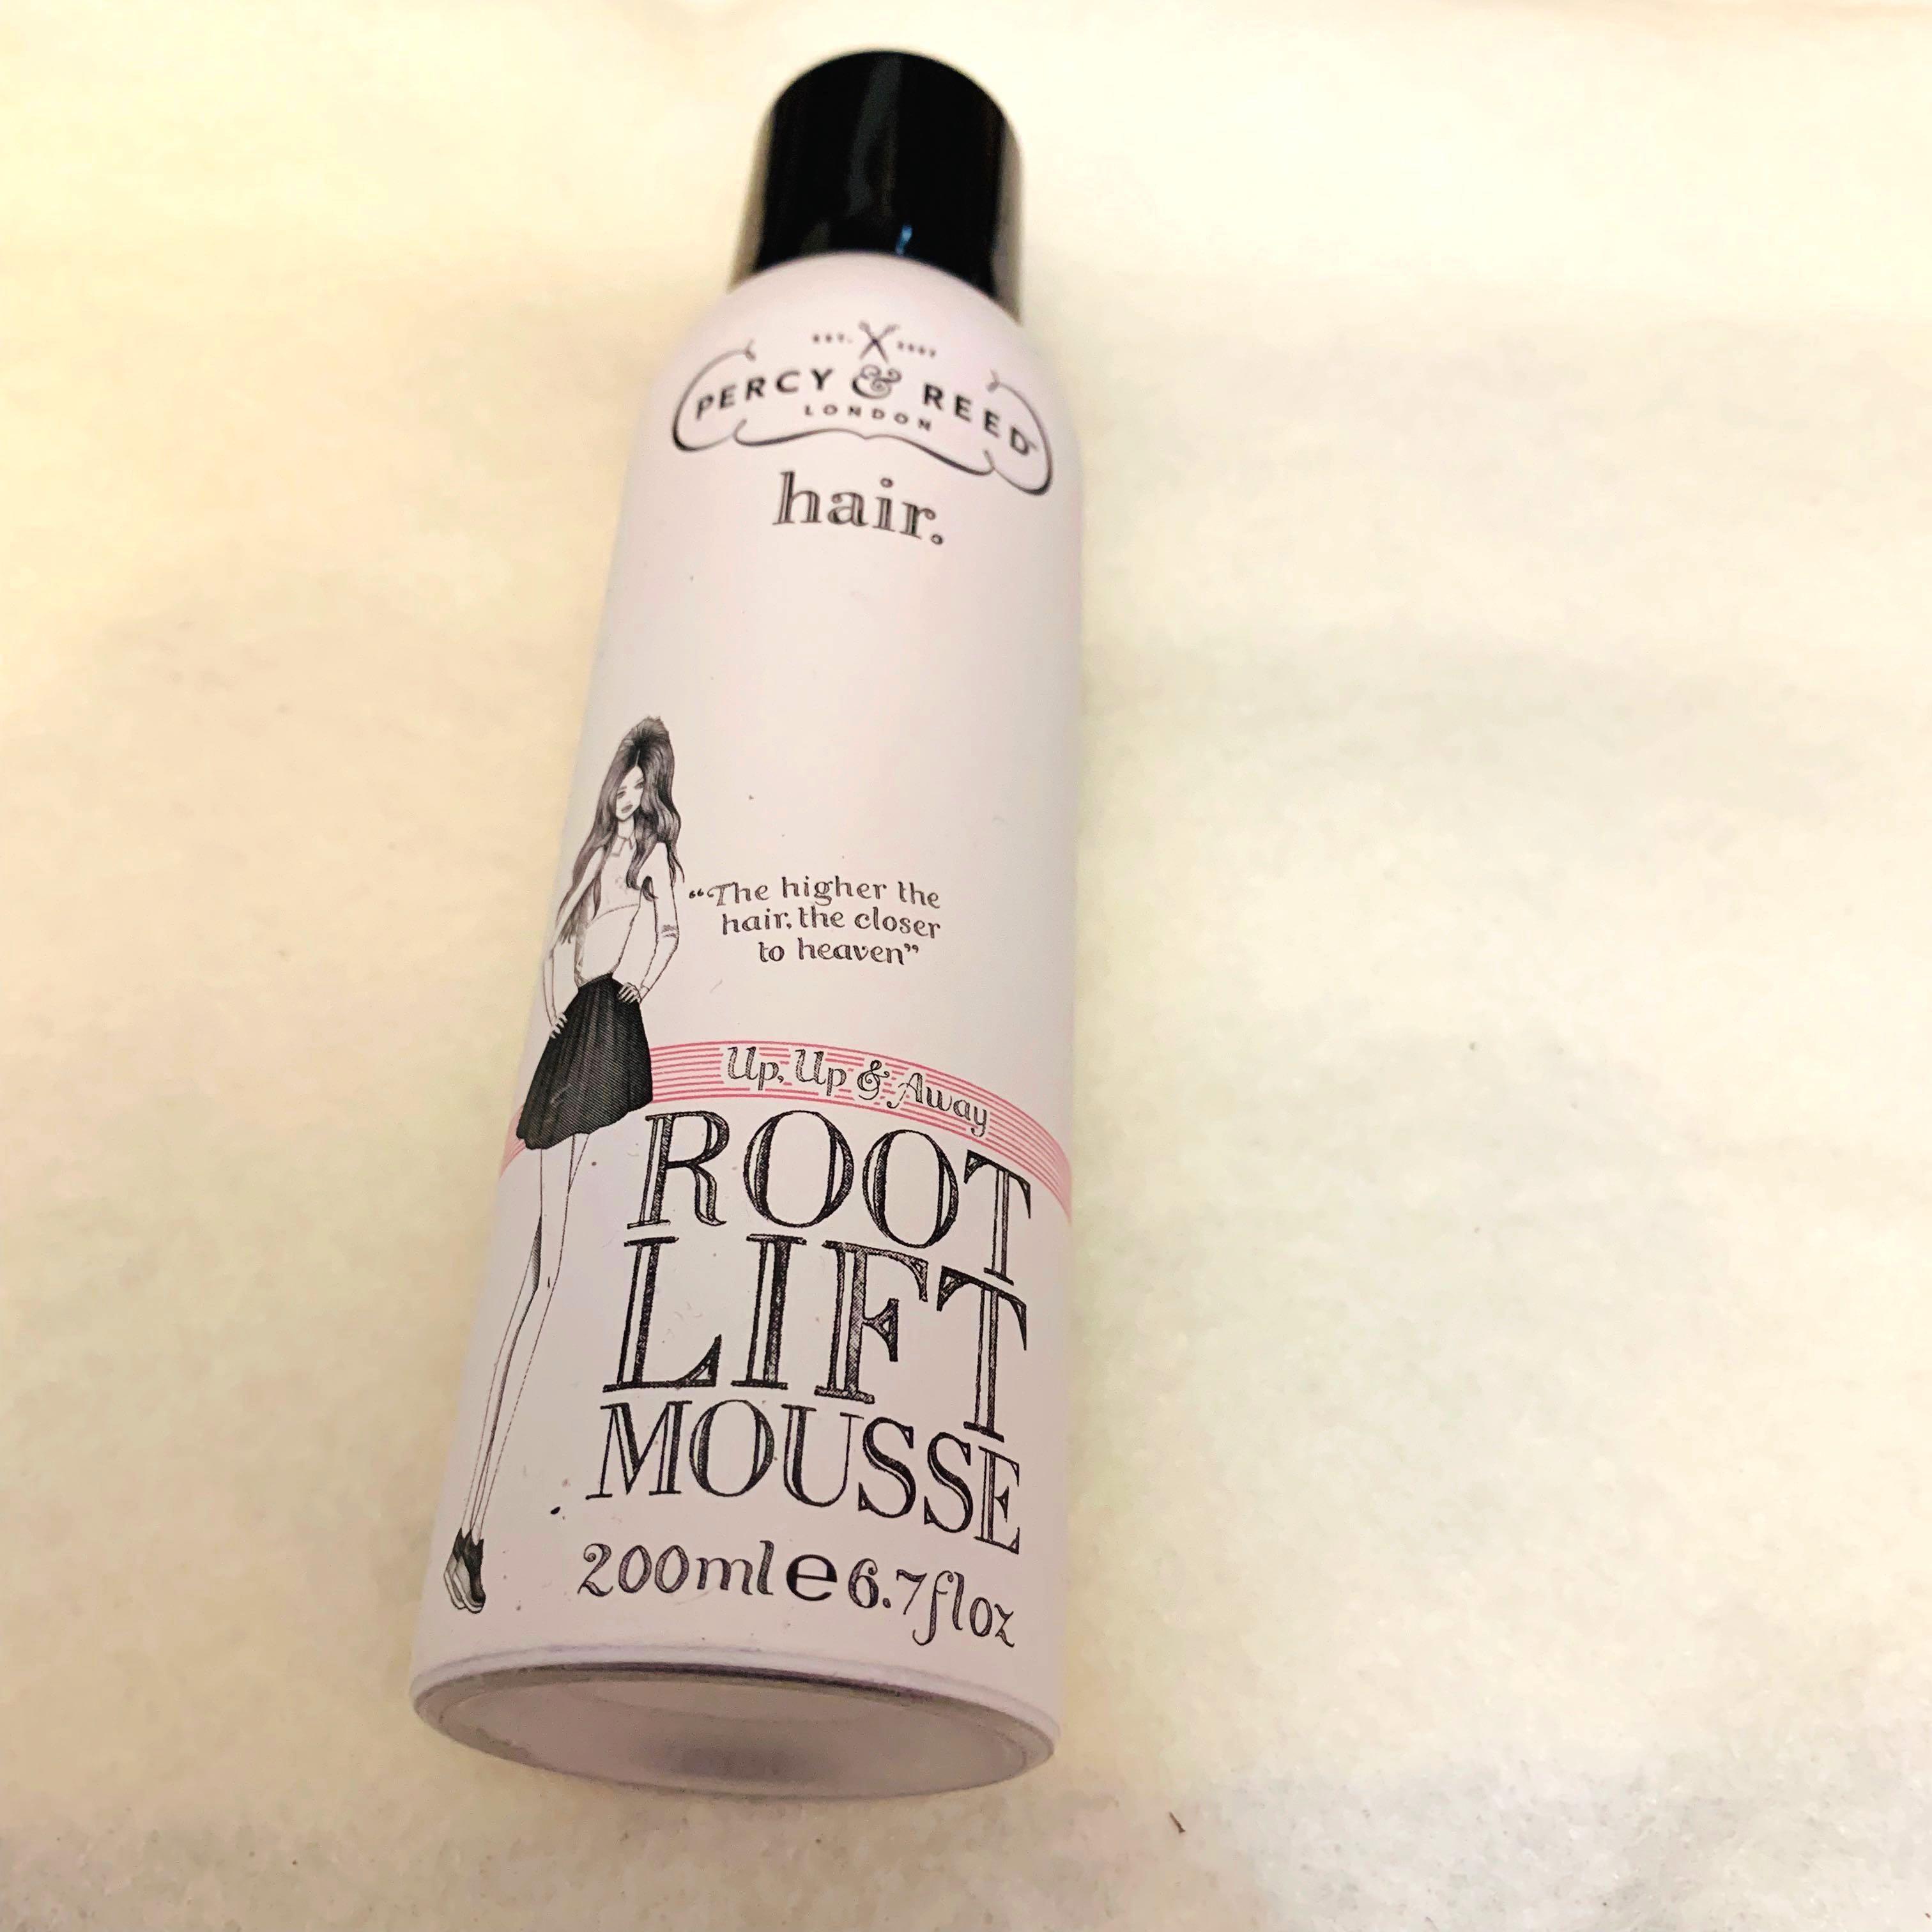 EST. 2007
PERCY & REED
LONDON
hair.
“The higher the
hair, the closer
to heaven”
Up, Up & Away
ROOT
LIFT
MOUSSE
200ml e 6.7fl oz